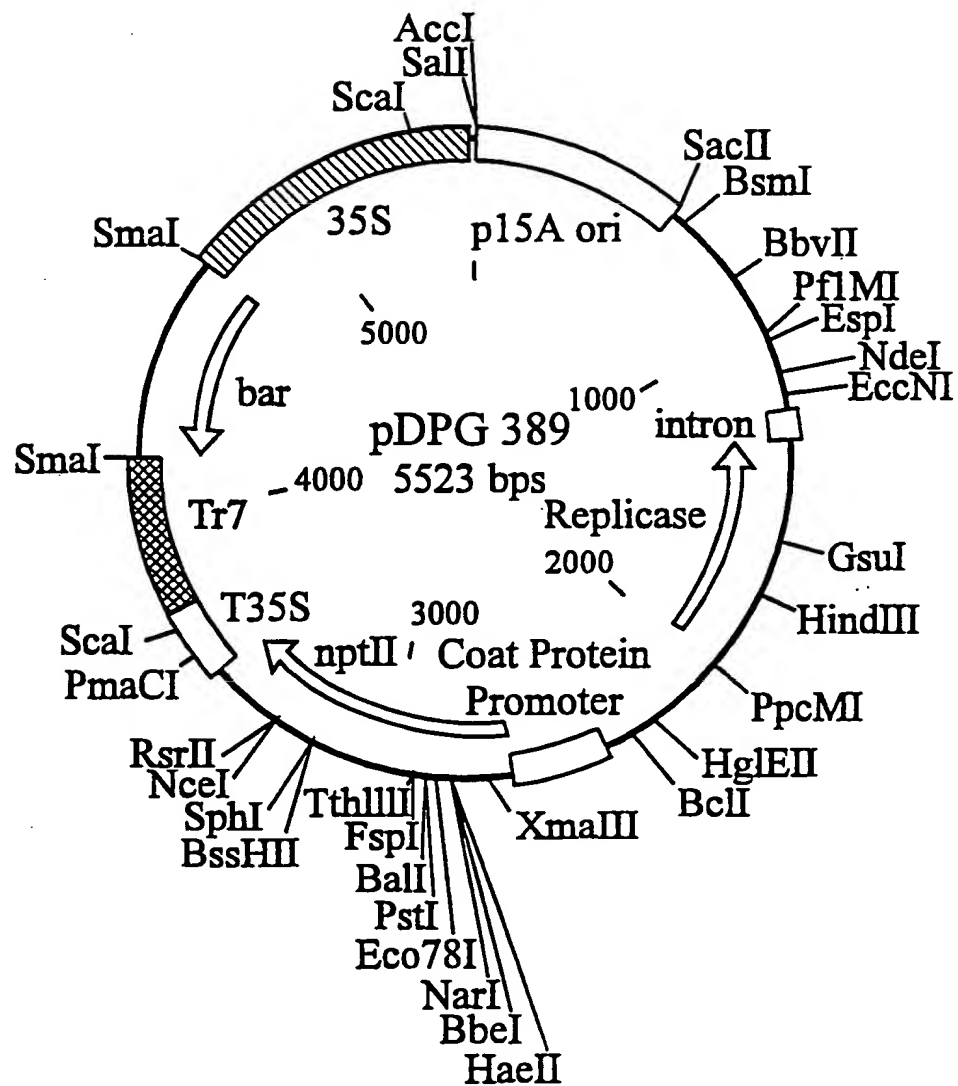 AccI
SalI
ScaI
SacII
BsmI
SmaI
35S
p15A ori
BbvII
PflMI
EspI
5000
NdeI
EccNI
bar
1000
intron
pDPG 389
5523 bps
SmaI
4000
Tr7
Replicase
2000
GsuI
HindIII
T35S
3000
ScaI
nptII
Coat Protein
Promoter
PmaCI
PpcMI
RsrII
NceI
SphI
BssHII
HglEII
BclI
XmaIII
TthlllI
FspI
BalI
PstI
Eco78I
NarI
BbeI
HaeII